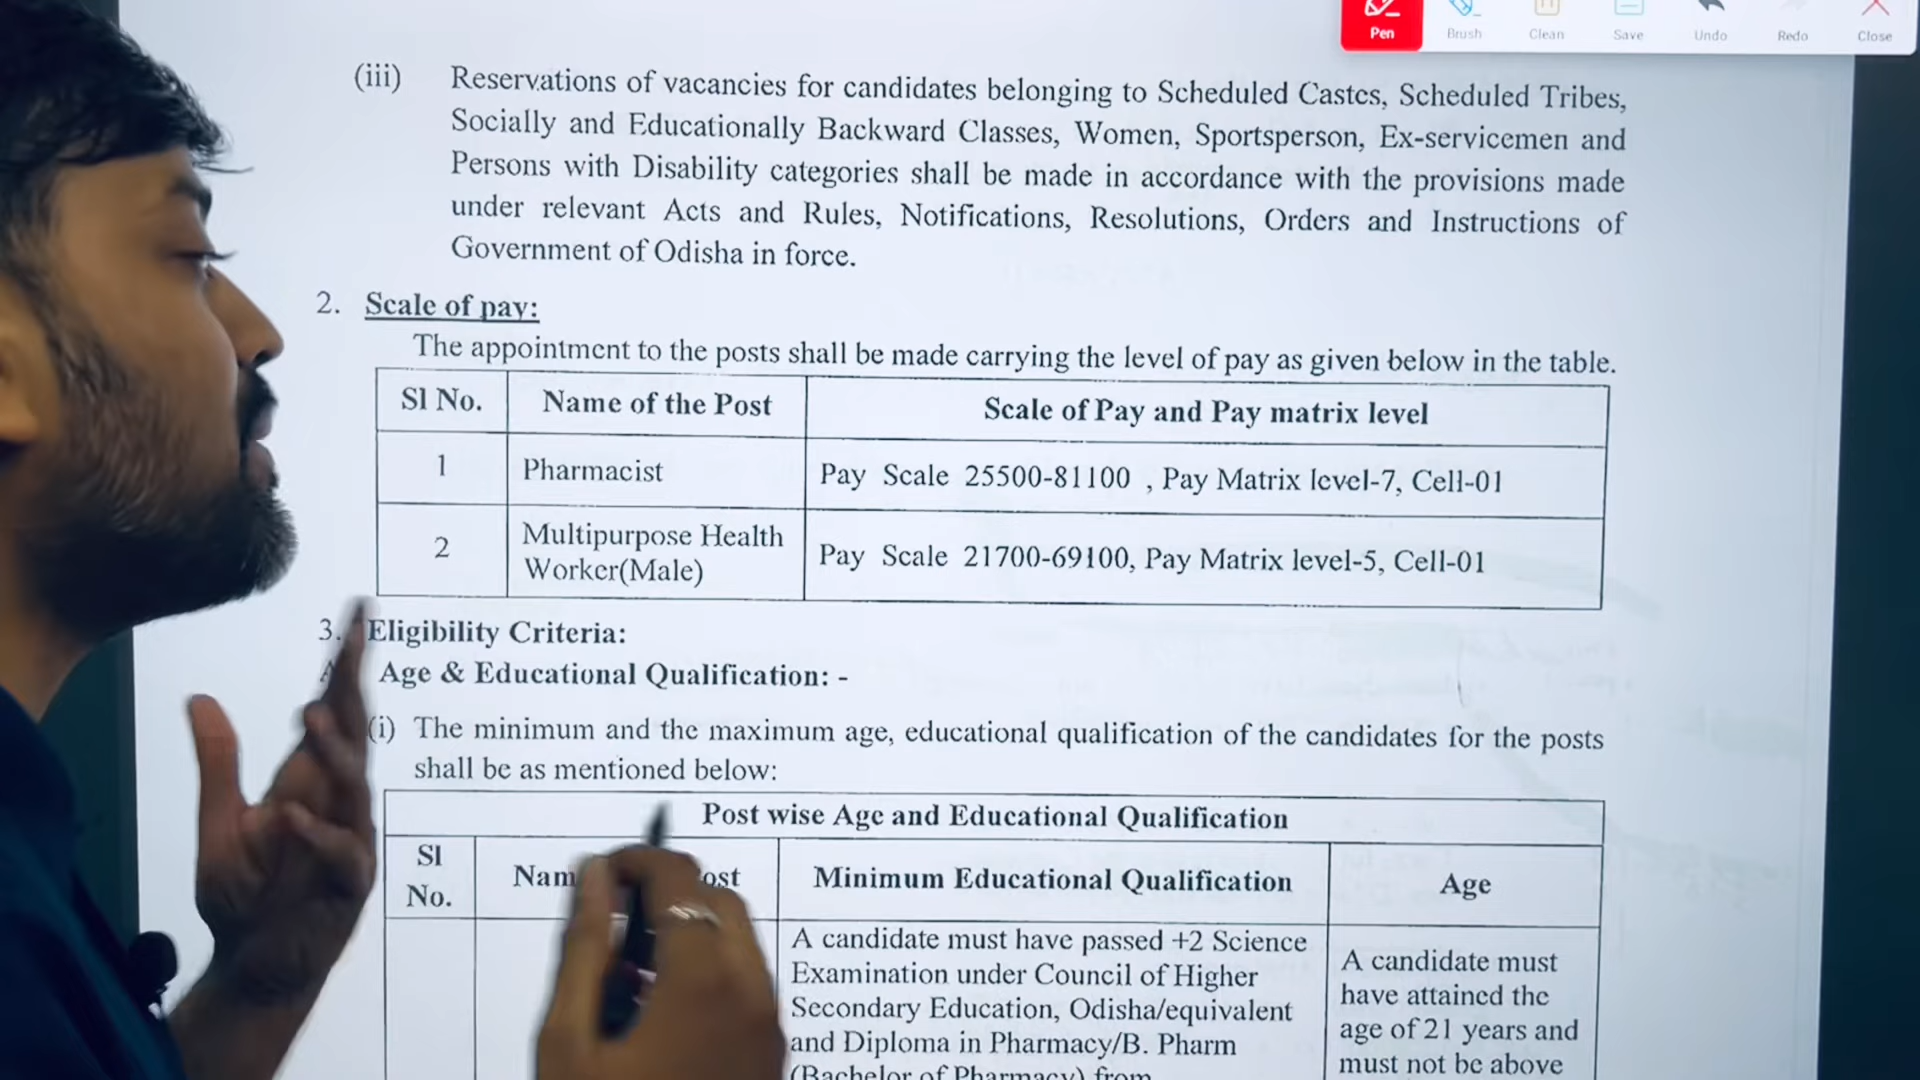 Pen Brush Clean Save Undo Redo Close
(iii) Reservations of vacancies for candidates belonging to Scheduled Castes, Scheduled Tribes,
Socially and Educationally Backward Classes, Women, Sportsperson, Ex-servicemen and
Persons with Disability categories shall be made in accordance with the provisions made
under relevant Acts and Rules, Notifications, Resolutions, Orders and Instructions of
Government of Odisha in force.
2. Scale of pay:
The appointment to the posts shall be made carrying the level of pay as given below in the table.
Sl No. Name of the Post Scale of Pay and Pay matrix level
1 Pharmacist Pay Scale 25500-81100 , Pay Matrix level-7, Cell-01
2 Multipurpose Health
Worker(Male) Pay Scale 21700-69100, Pay Matrix level-5, Cell-01
3. Eligibility Criteria:
Age & Educational Qualification: -
(i) The minimum and the maximum age, educational qualification of the candidates for the posts
shall be as mentioned below:
Post wise Age and Educational Qualification
Sl
No.
Minimum Educational Qualification
Age
A candidate must have passed +2 Science
Examination under Council of Higher
Secondary Education, Odisha/equivalent
and Diploma in Pharmacy/B. Pharm
(Bachelor of Pharmacy) from
A candidate must
have attained the
age of 21 years and
must not be above